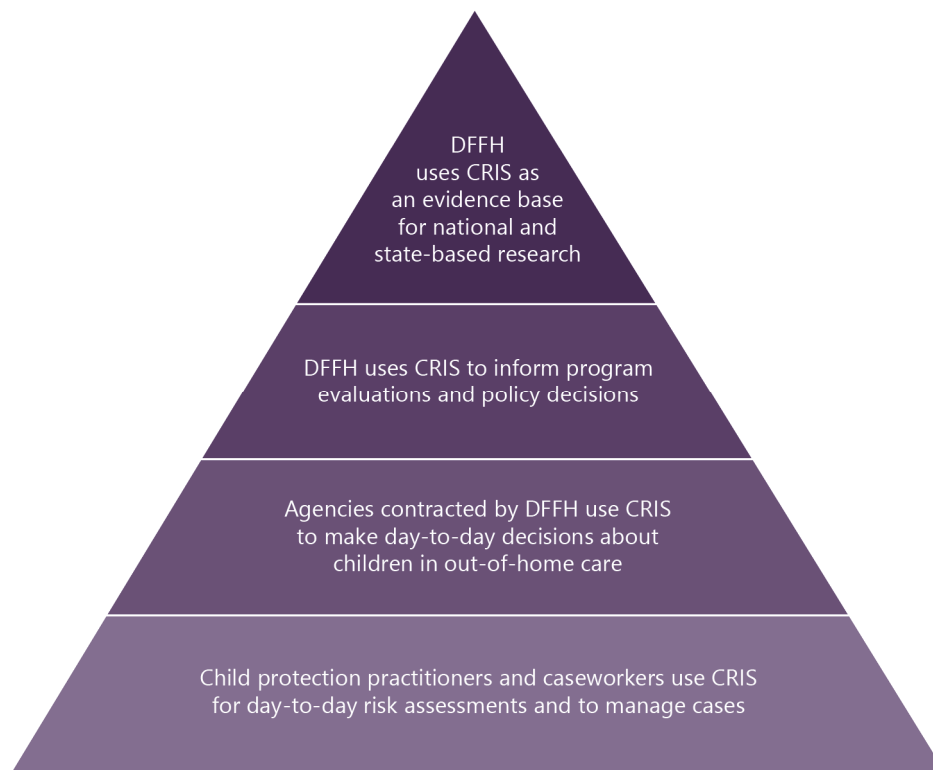 DFFH
uses CRIS as
an evidence base
for national and
state-based research
DFFH uses CRIS to inform program
evaluations and policy decisions
Agencies contracted by DFFH use CRIS
to make day-to-day decisions about
children in out-of-home care
Child protection practitioners and caseworkers use CRIS
for day-to-day risk assessments and to manage cases